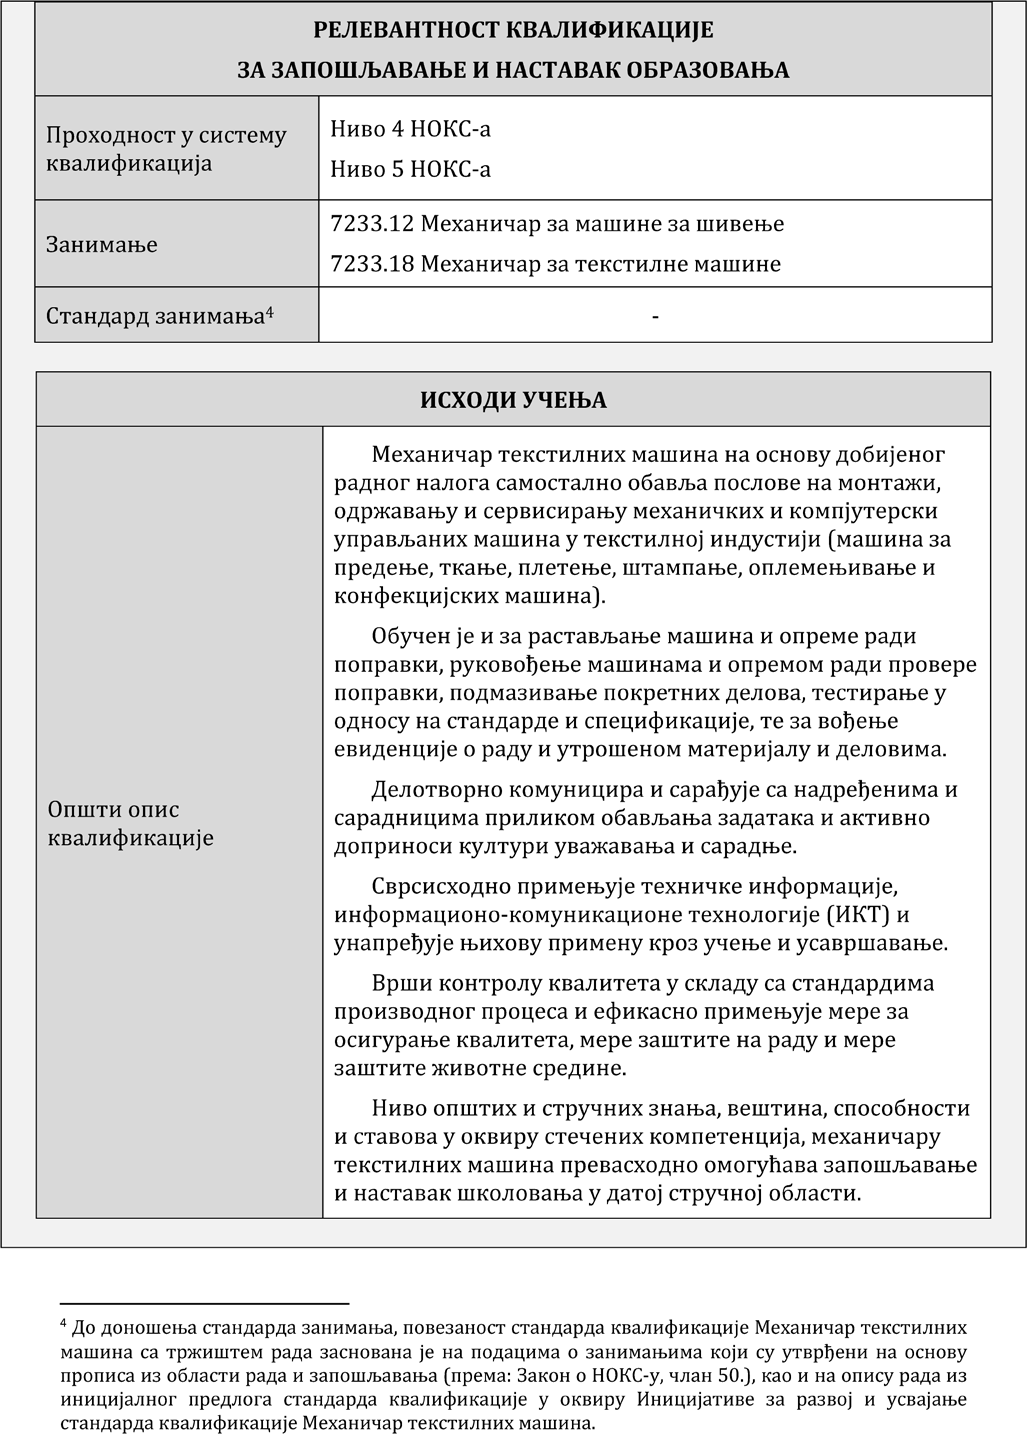 РЕЛЕВАНТНОСТ КВАЛИФИКАЦИЈЕ
ЗА ЗАПОШЉАВАЊЕ И НАСТАВАК ОБРАЗОВАЊА
Проходност у систему
квалификација
Ниво 4 НОКС-а
Ниво 5 НОКС-а
Занимање
7233.12 Механичар за машине за шивење
7233.18 Механичар за текстилне машине
Стандард занимања⁴
-
ИСХОДИ УЧЕЊА
Општи опис
квалификације
Механичар текстилних машина на основу добијеног
радног налога самостално обавља послове на монтажи,
одржавању и сервисирању механичких и компјутерски
управљаних машина у текстилној индустији (машина за
предење, ткање, плетење, штампање, оплемењивање и
конфекцијских машина).
Обучен је и за растављање машина и опреме ради
поправки, руковођење машинама и опремом ради провере
поправки, подмазивање покретних делова, тестирање у
односу на стандарде и спецификације, те за вођење
евиденције о раду и утрошеном материјалу и деловима.
Делотворно комуницира и сарађује са надређенима и
сарадницима приликом обављања задатака и активно
доприноси култури уважавања и сарадње.
Сврсисходно примењује техничке информације,
информационо-комуникационе технологије (ИКТ) и
унапређује њихову примену кроз учење и усавршавање.
Врши контролу квалитета у складу са стандардима
производног процеса и ефикасно примењује мере за
осигурање квалитета, мере заштите на раду и мере
заштите животне средине.
Ниво општих и стручних знања, вештина, способности
и ставова у оквиру стечених компетенција, механичару
текстилних машина превасходно омогућава запошљавање
и наставак школовања у датој стручној области.
⁴ До доношења стандарда занимања, повезаност стандарда квалификације Механичар текстилних
машина са тржиштем рада заснована је на подацима о занимањима који су утврђени на основу
прописа из области рада и запошљавања (према: Закон о НОКС-у, члан 50.), као и на опису рада из
иницијалног предлога стандарда квалификације у оквиру Иницијативе за развој и усвајање
стандарда квалификације Механичар текстилних машина.